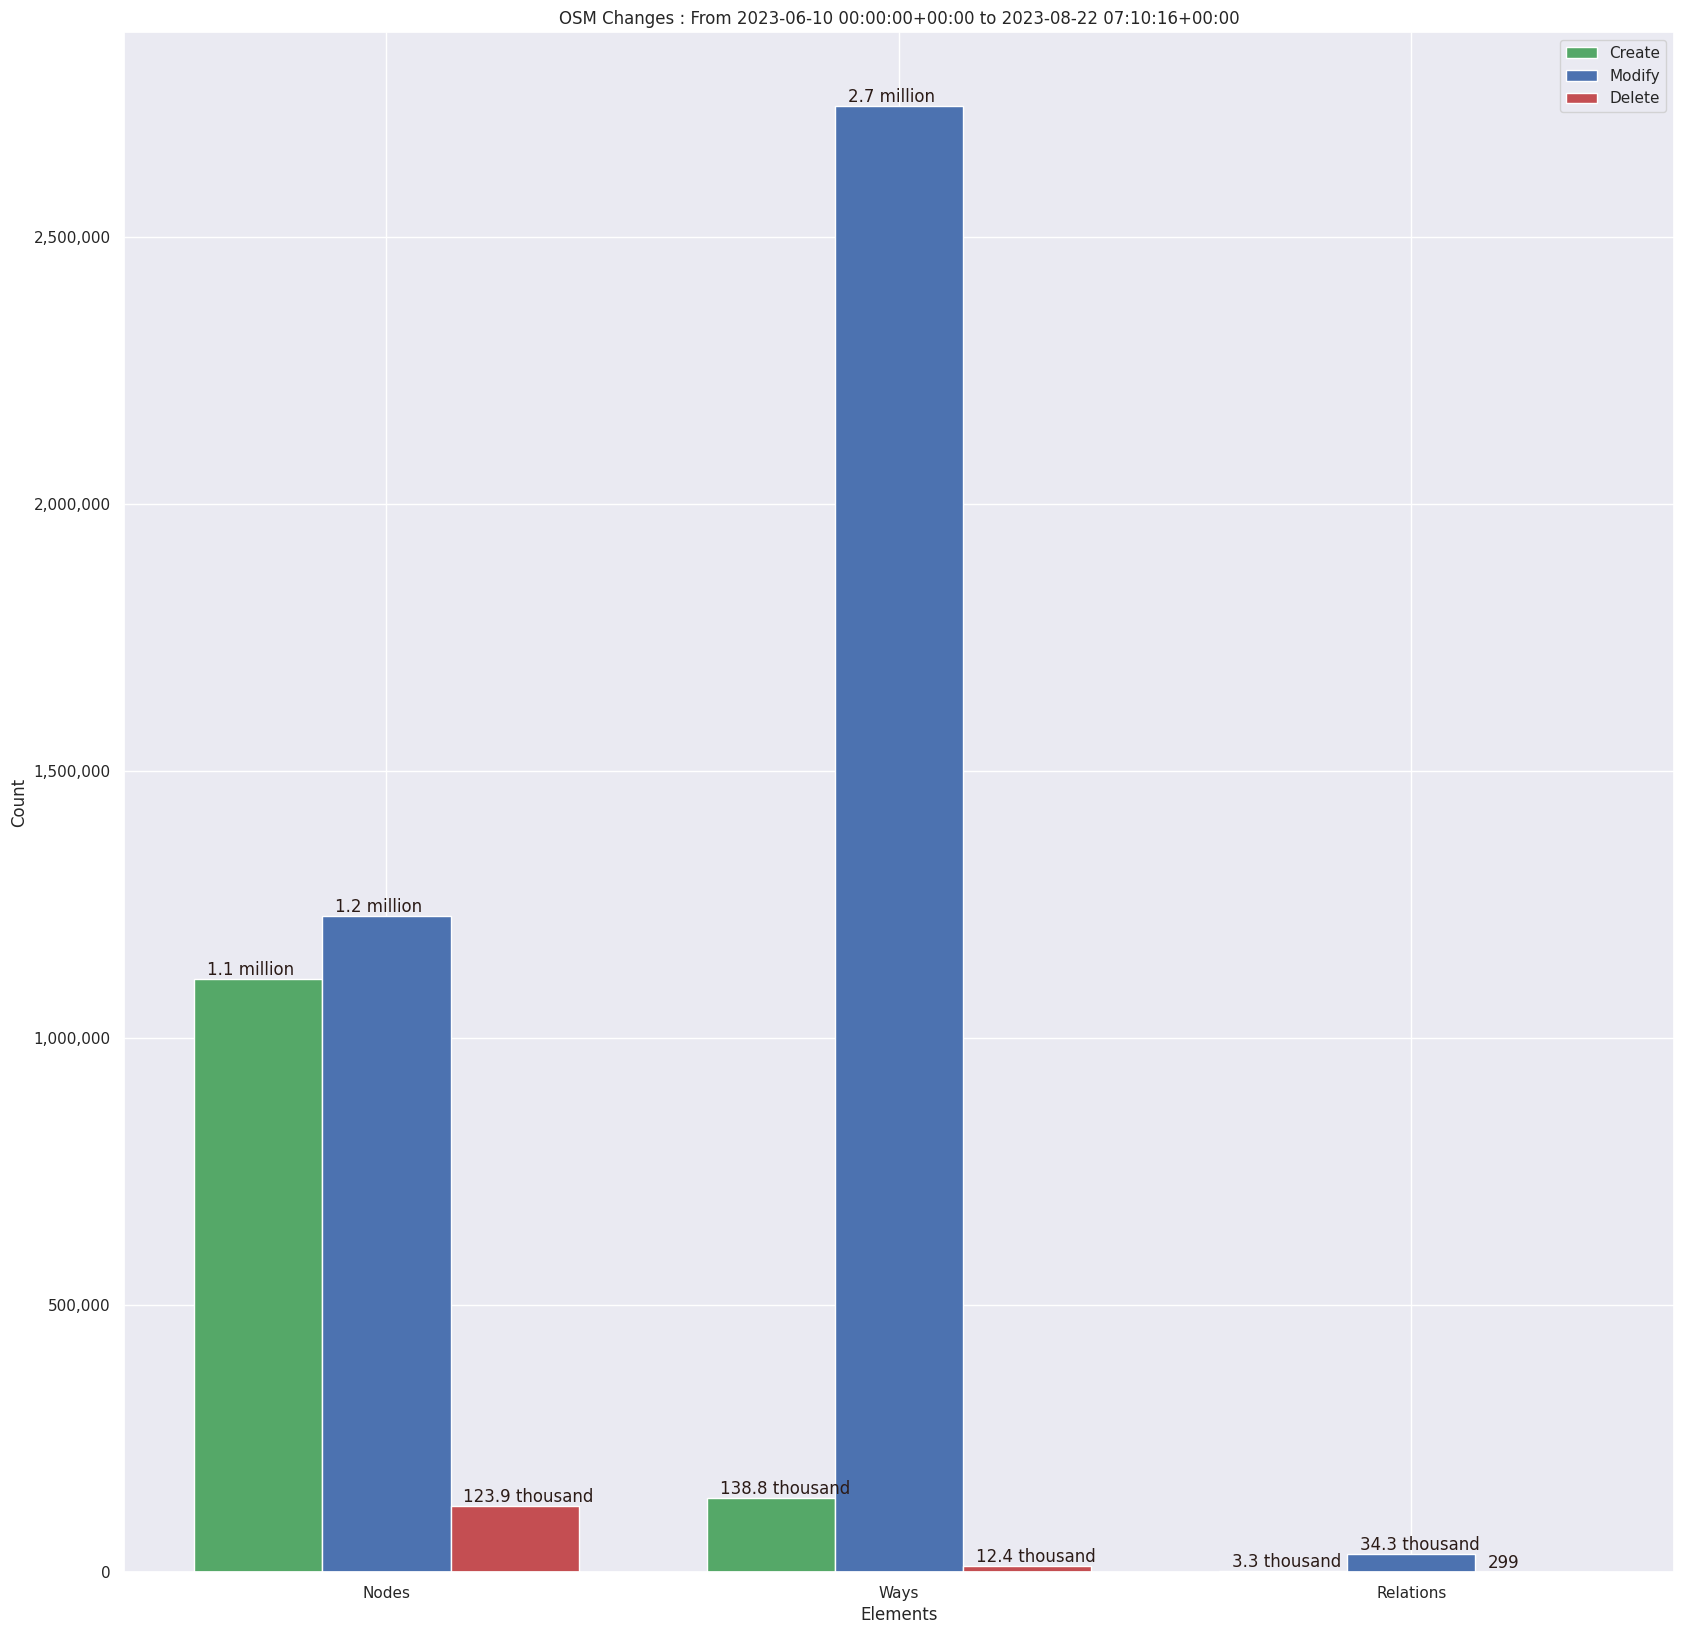 OSM Changes : From 2023-06-10 00:00:00+00:00 to 2023-08-22 07:10:16+00:00
Create
Modify
Delete
2.7 million
2,500,000
2,000,000
1,500,000
Count
1.2 million
1.1 million
1,000,000
500,000
138.8 thousand
123.9 thousand
34.3 thousand
12.4 thousand
3.3 thousand
299
0
Nodes
Ways
Relations
Elements